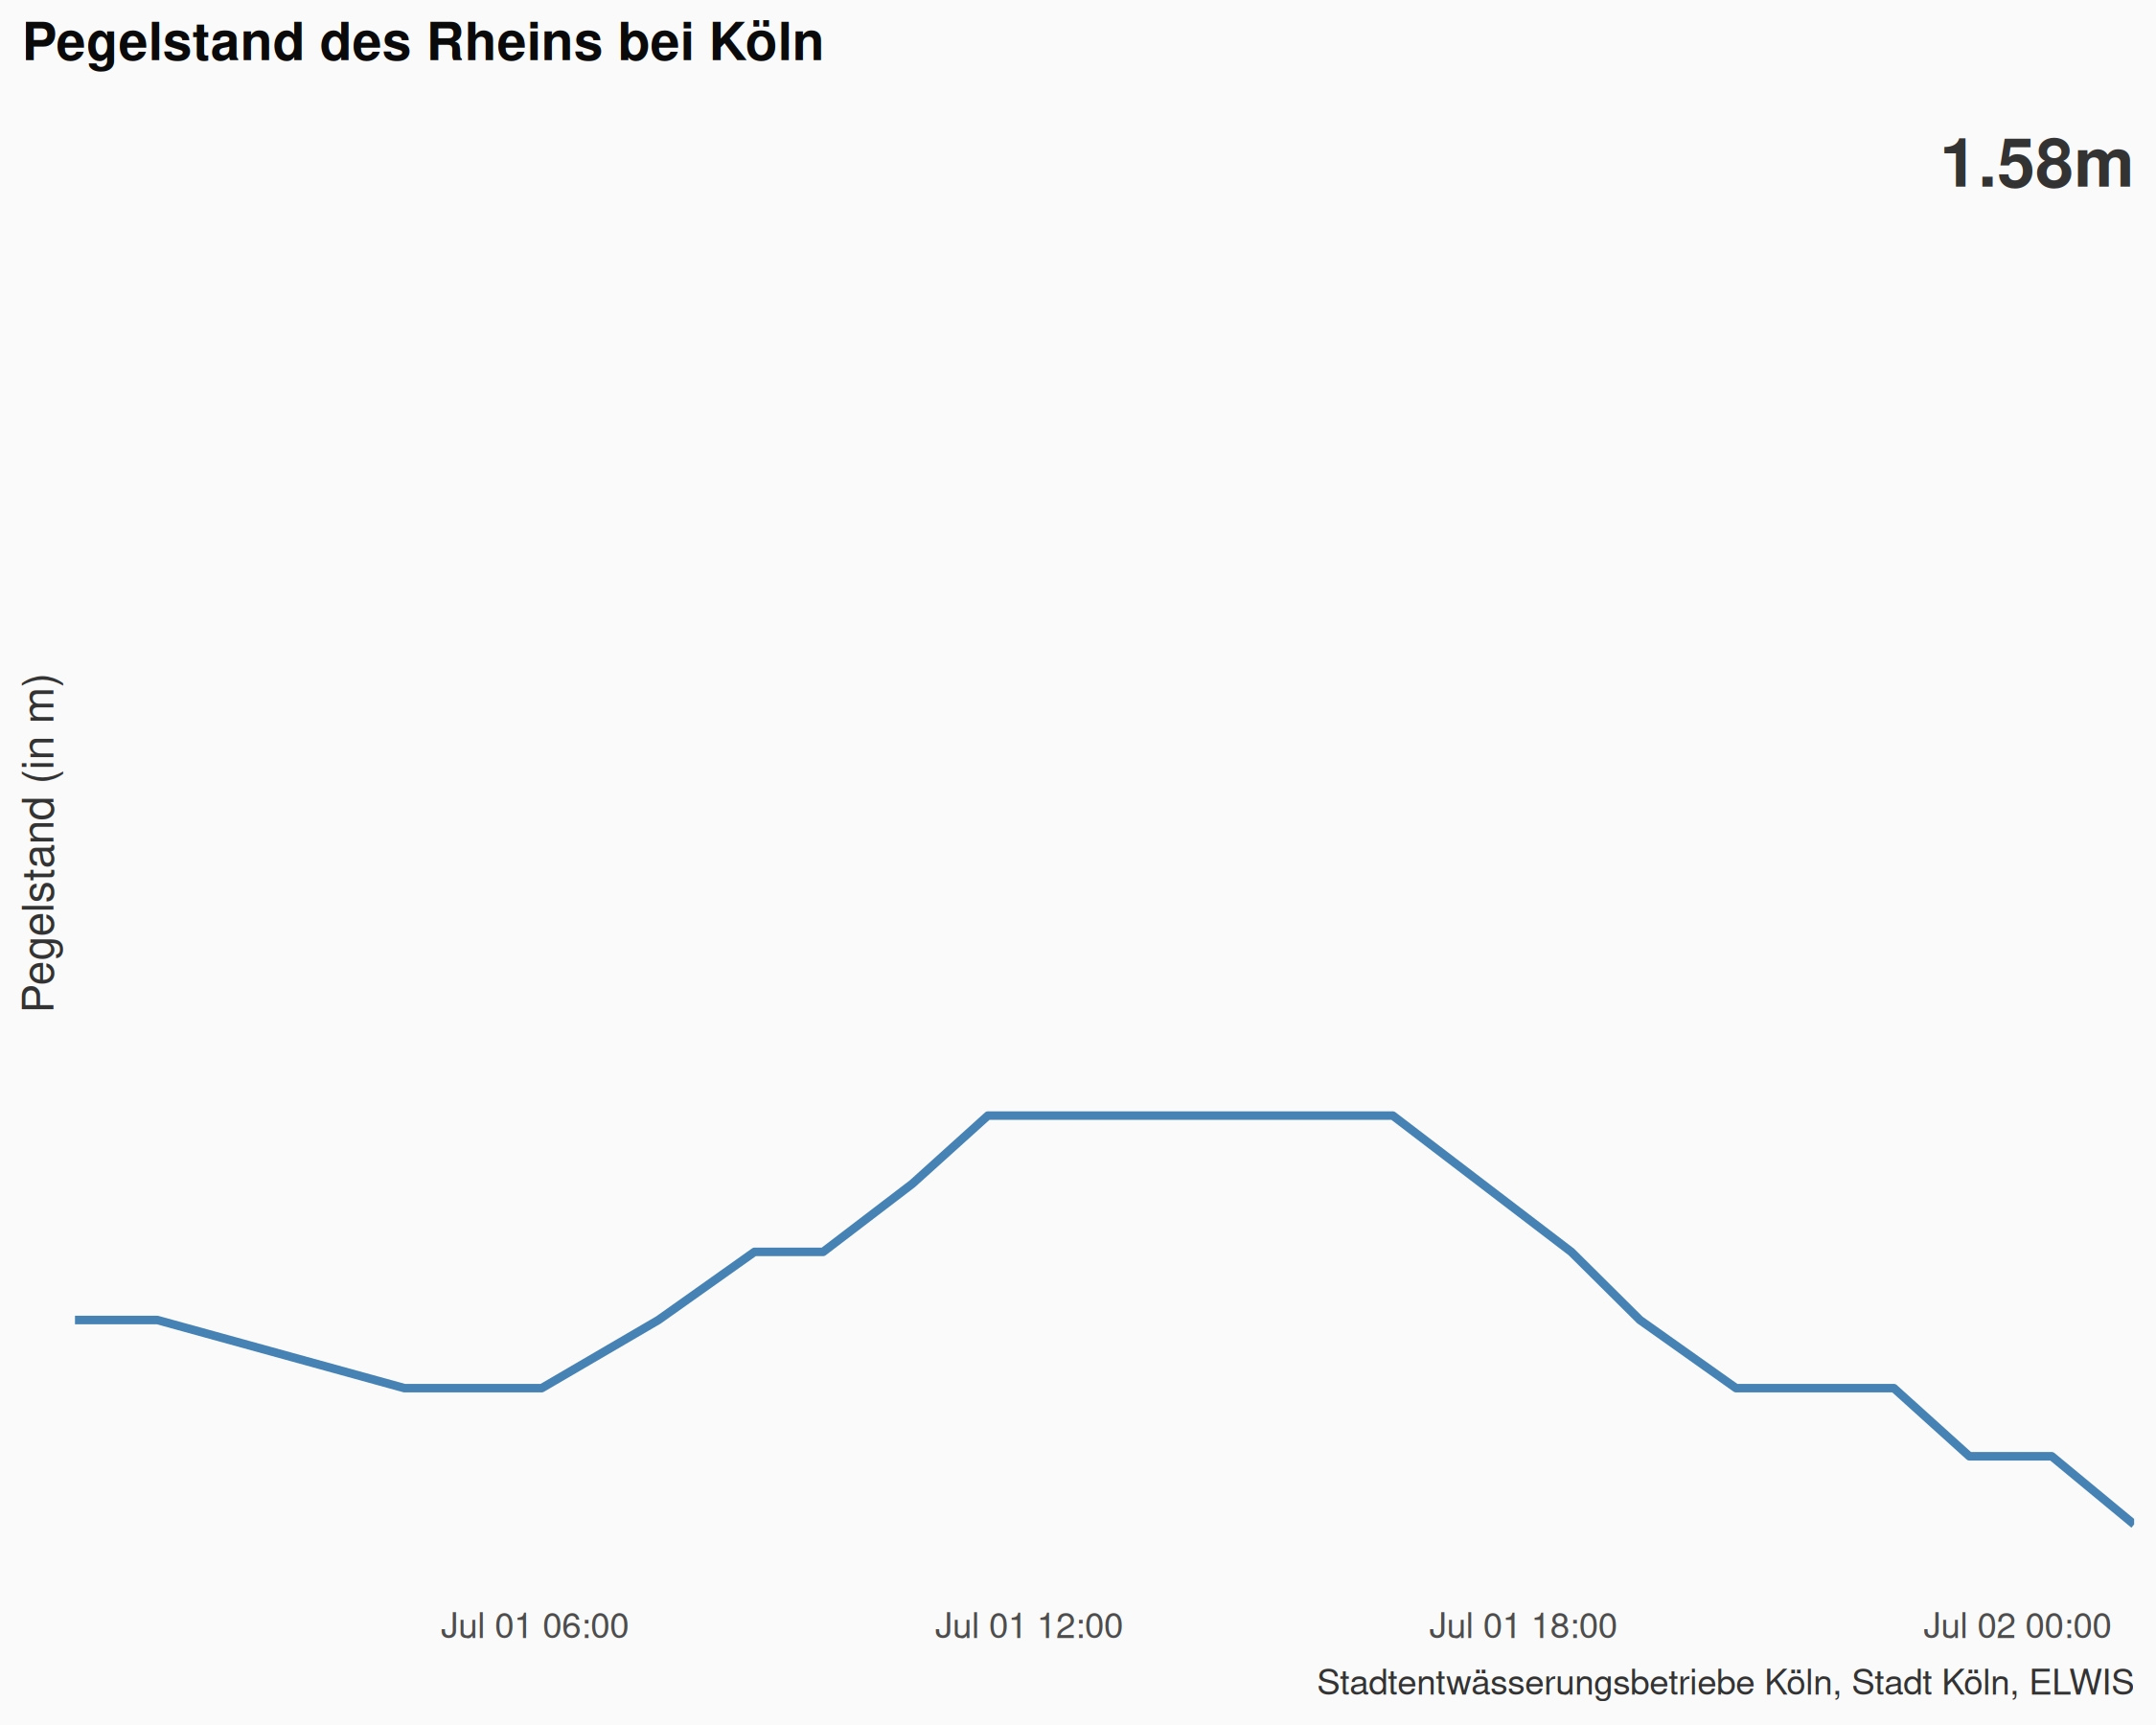 Pegelstand des Rheins bei Köln
1.58m
Pegelstand (in m)
Jul 01 06:00
Jul 01 12:00
Jul 01 18:00
Jul 02 00:00
Stadtentwässerungsbetriebe Köln, Stadt Köln, ELWIS